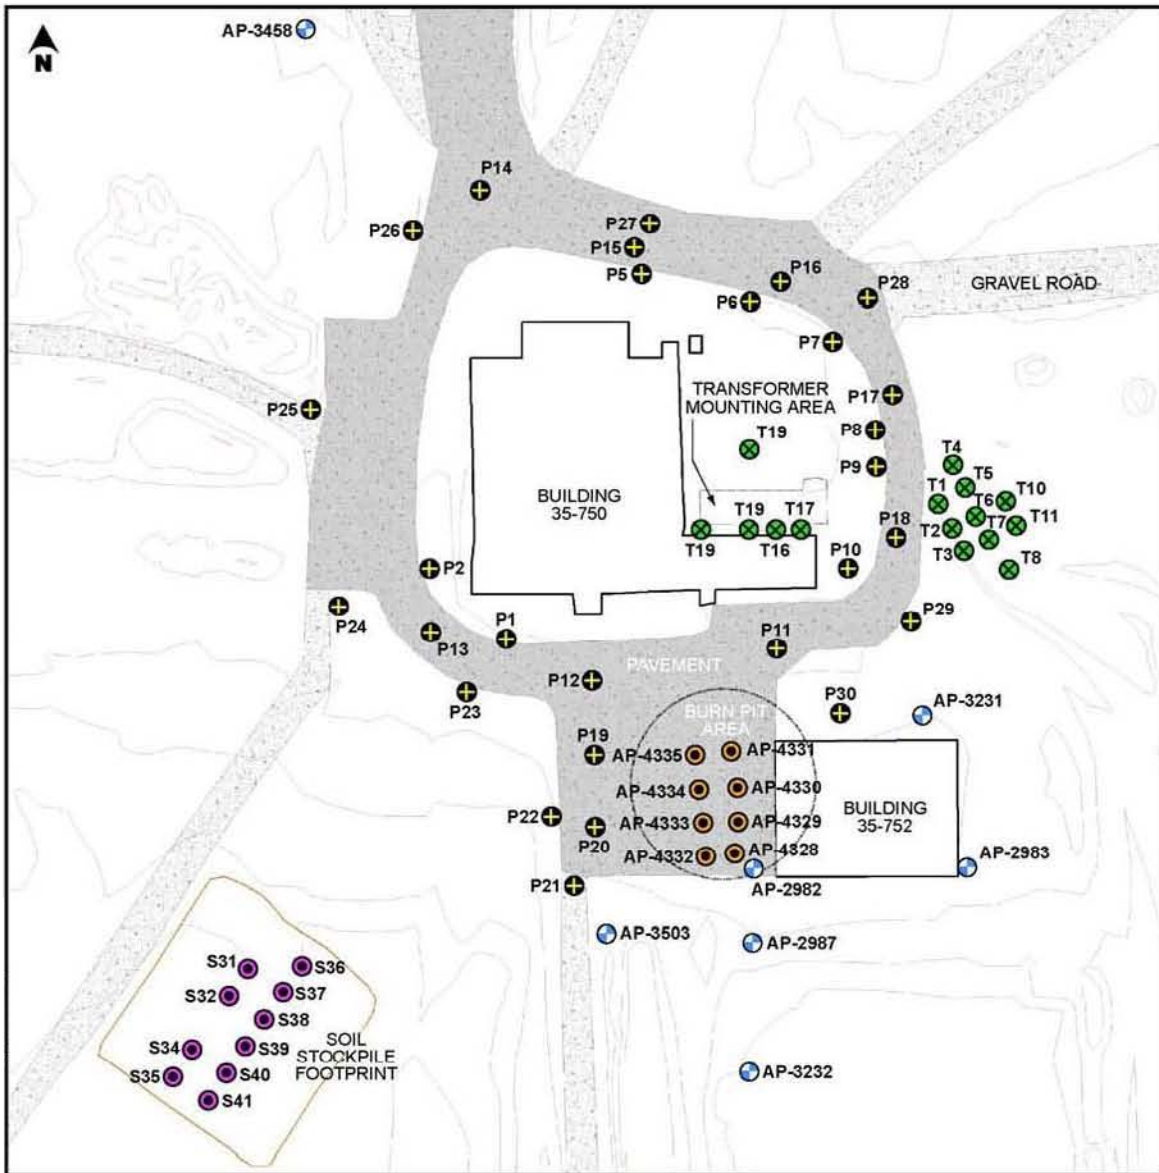 AP-3458
N
P14
P27
P26
P15
P5
P16
P28
GRAVEL ROAD
P6
P7
TRANSFORMER
MOUNTING AREA
P17
P25
P8
T19
T4
P9
T5
BUILDING
35-750
T1
T10
T6
T19
T17
P18
T2
T7
T11
T19
T16
T3
P10
T8
P2
P24
P1
P29
P13
P11
PAVEMENT
P12
P23
P30
AP-3231
BURN PIT
AREA
P19
AP-4335
AP-4331
AP-4334
AP-4330
BUILDING
35-752
P22
AP-4333
AP-4329
P20
AP-4332
AP-4328
AP-2983
P21
AP-2982
AP-3503
AP-2987
S31
S36
S32
S37
S38
SOIL
STOCKPILE
FOOTPRINT
S34
S39
S35
S40
AP-3232
S41